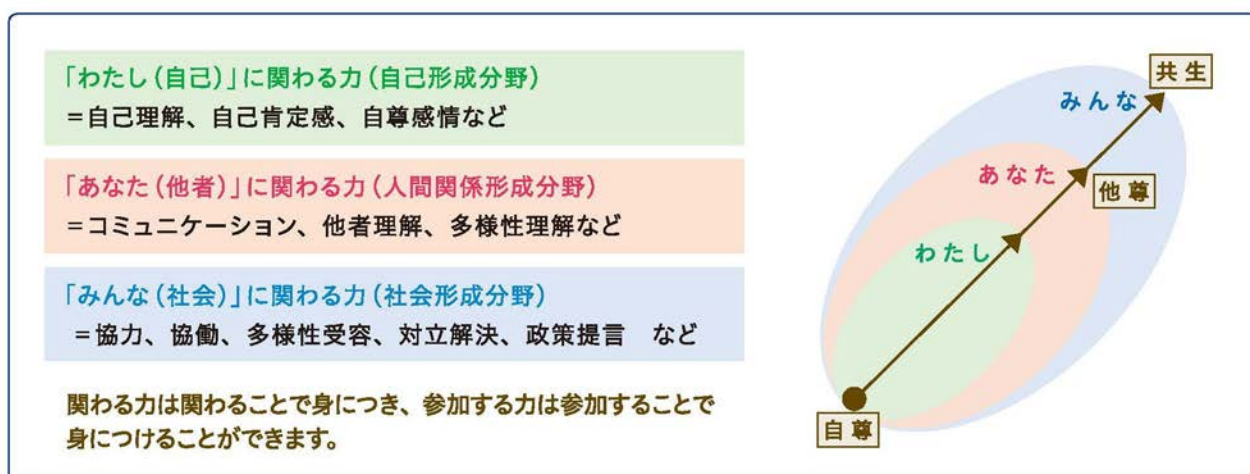 「わたし(自己)」に関わる力(自己形成分野)
=自己理解、自己肯定感、自尊感情など
「あなた(他者)」に関わる力(人間関係形成分野)
=コミュニケーション、他者理解、多様性理解など
「みんな(社会)」に関わる力(社会形成分野)
=協力、協働、多様性受容、対立解決、政策提言 など
関わる力は関わることで身につき、参加する力は参加することで
身につけることができます。
共生
みんな
あなた
他尊
わたし
自尊